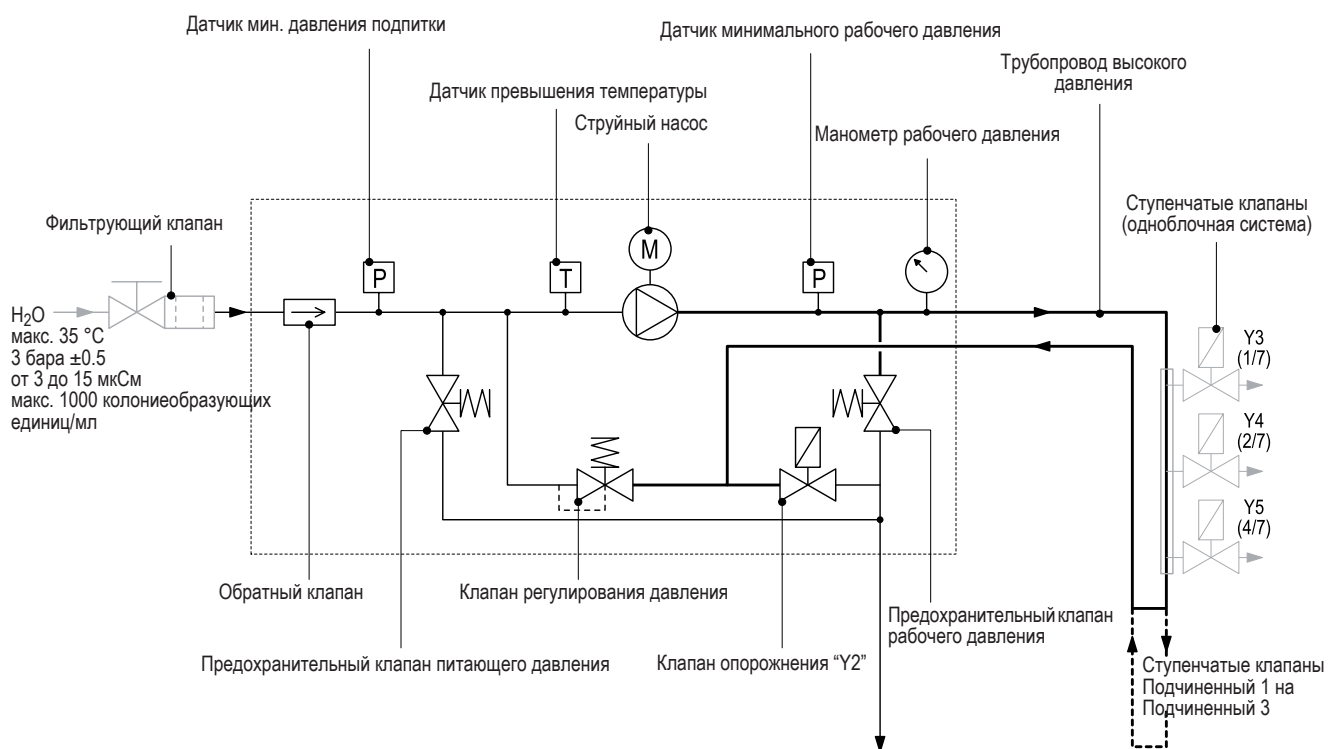 Датчик мин. давления подпитки
Датчик минимального рабочего давления
Трубопровод высокого
давления
Датчик превышения температуры
Струйный насос
Манометр рабочего давления
Ступенчатые клапаны
(одноблочная система)
Фильтрующий клапан
M
P
T
P
H₂O
макс. 35 °C
3 бара ±0.5
от 3 до 15 мкСм
макс. 1000 колониеобразующих
единиц/мл
Y3
(1/7)
Y4
(2/7)
Y5
(4/7)
Обратный клапан
Клапан регулирования давления
Предохранительный клапан
рабочего давления
Предохранительный клапан питающего давления
Клапан опорожнения “Y2”
Ступенчатые клапаны
Подчиненный 1 на
Подчиненный 3